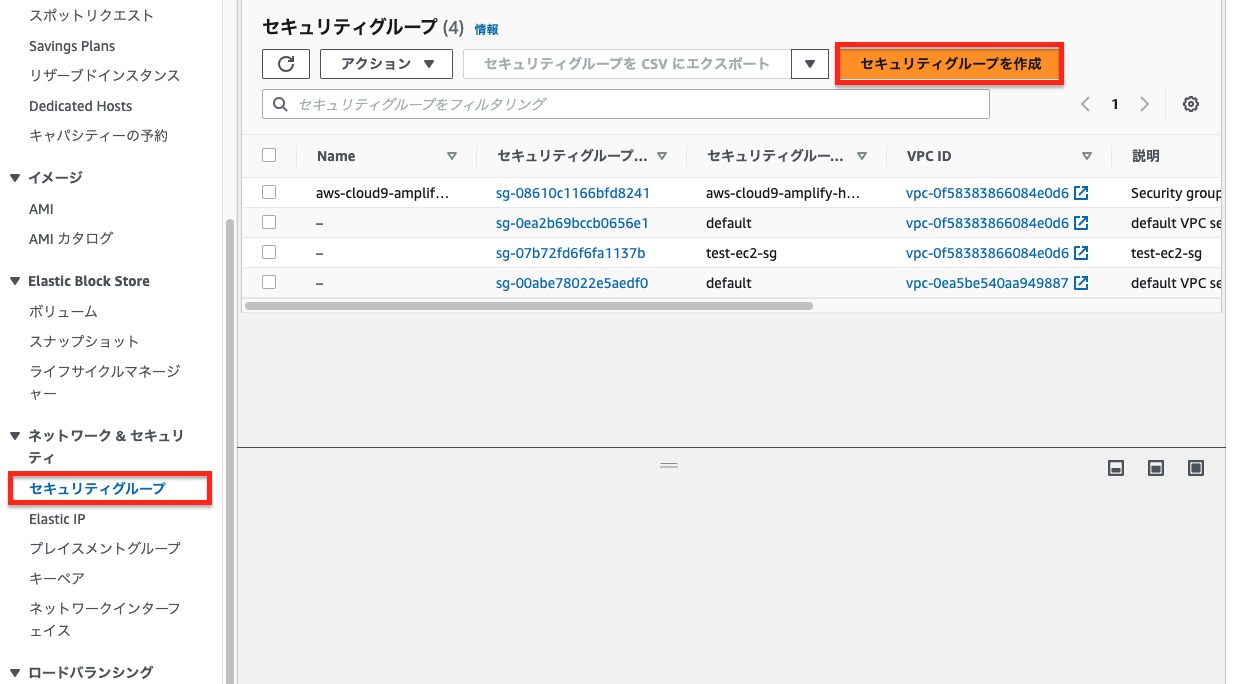 スポットリクエスト
Savings Plans
リザーブドインスタンス
Dedicated Hosts
キャパシティーの予約
▼ イメージ
AMI
AMI カタログ
▼ Elastic Block Store
ボリューム
スナップショット
ライフサイクルマネージ
ャー
▼ ネットワーク & セキュリ
ティ
セキュリティグループ
Elastic IP
プレイスメントグループ
キーペア
ネットワークインターフ
ェイス
▼ ロードバランシング
セキュリティグループ (4) 情報
アクション ▼ セキュリティグループを CSV にエクスポート ▼ セキュリティグループを作成
セキュリティグループをフィルタリング 1
Name セキュリティグループ... セキュリティグルー... VPC ID 説明
aws-cloud9-amplif... sg-08610c1166bfd8241 aws-cloud9-amplify-h... vpc-0f58383866084e0d6 Security group
– sg-0ea2b69bccb0656e1 default vpc-0f58383866084e0d6 default VPC se
– sg-07b72fd6f6fa1137b test-ec2-sg vpc-0f58383866084e0d6 test-ec2-sg
– sg-00abe78022e5aedf0 default vpc-0ea5be540aa949887 default VPC se